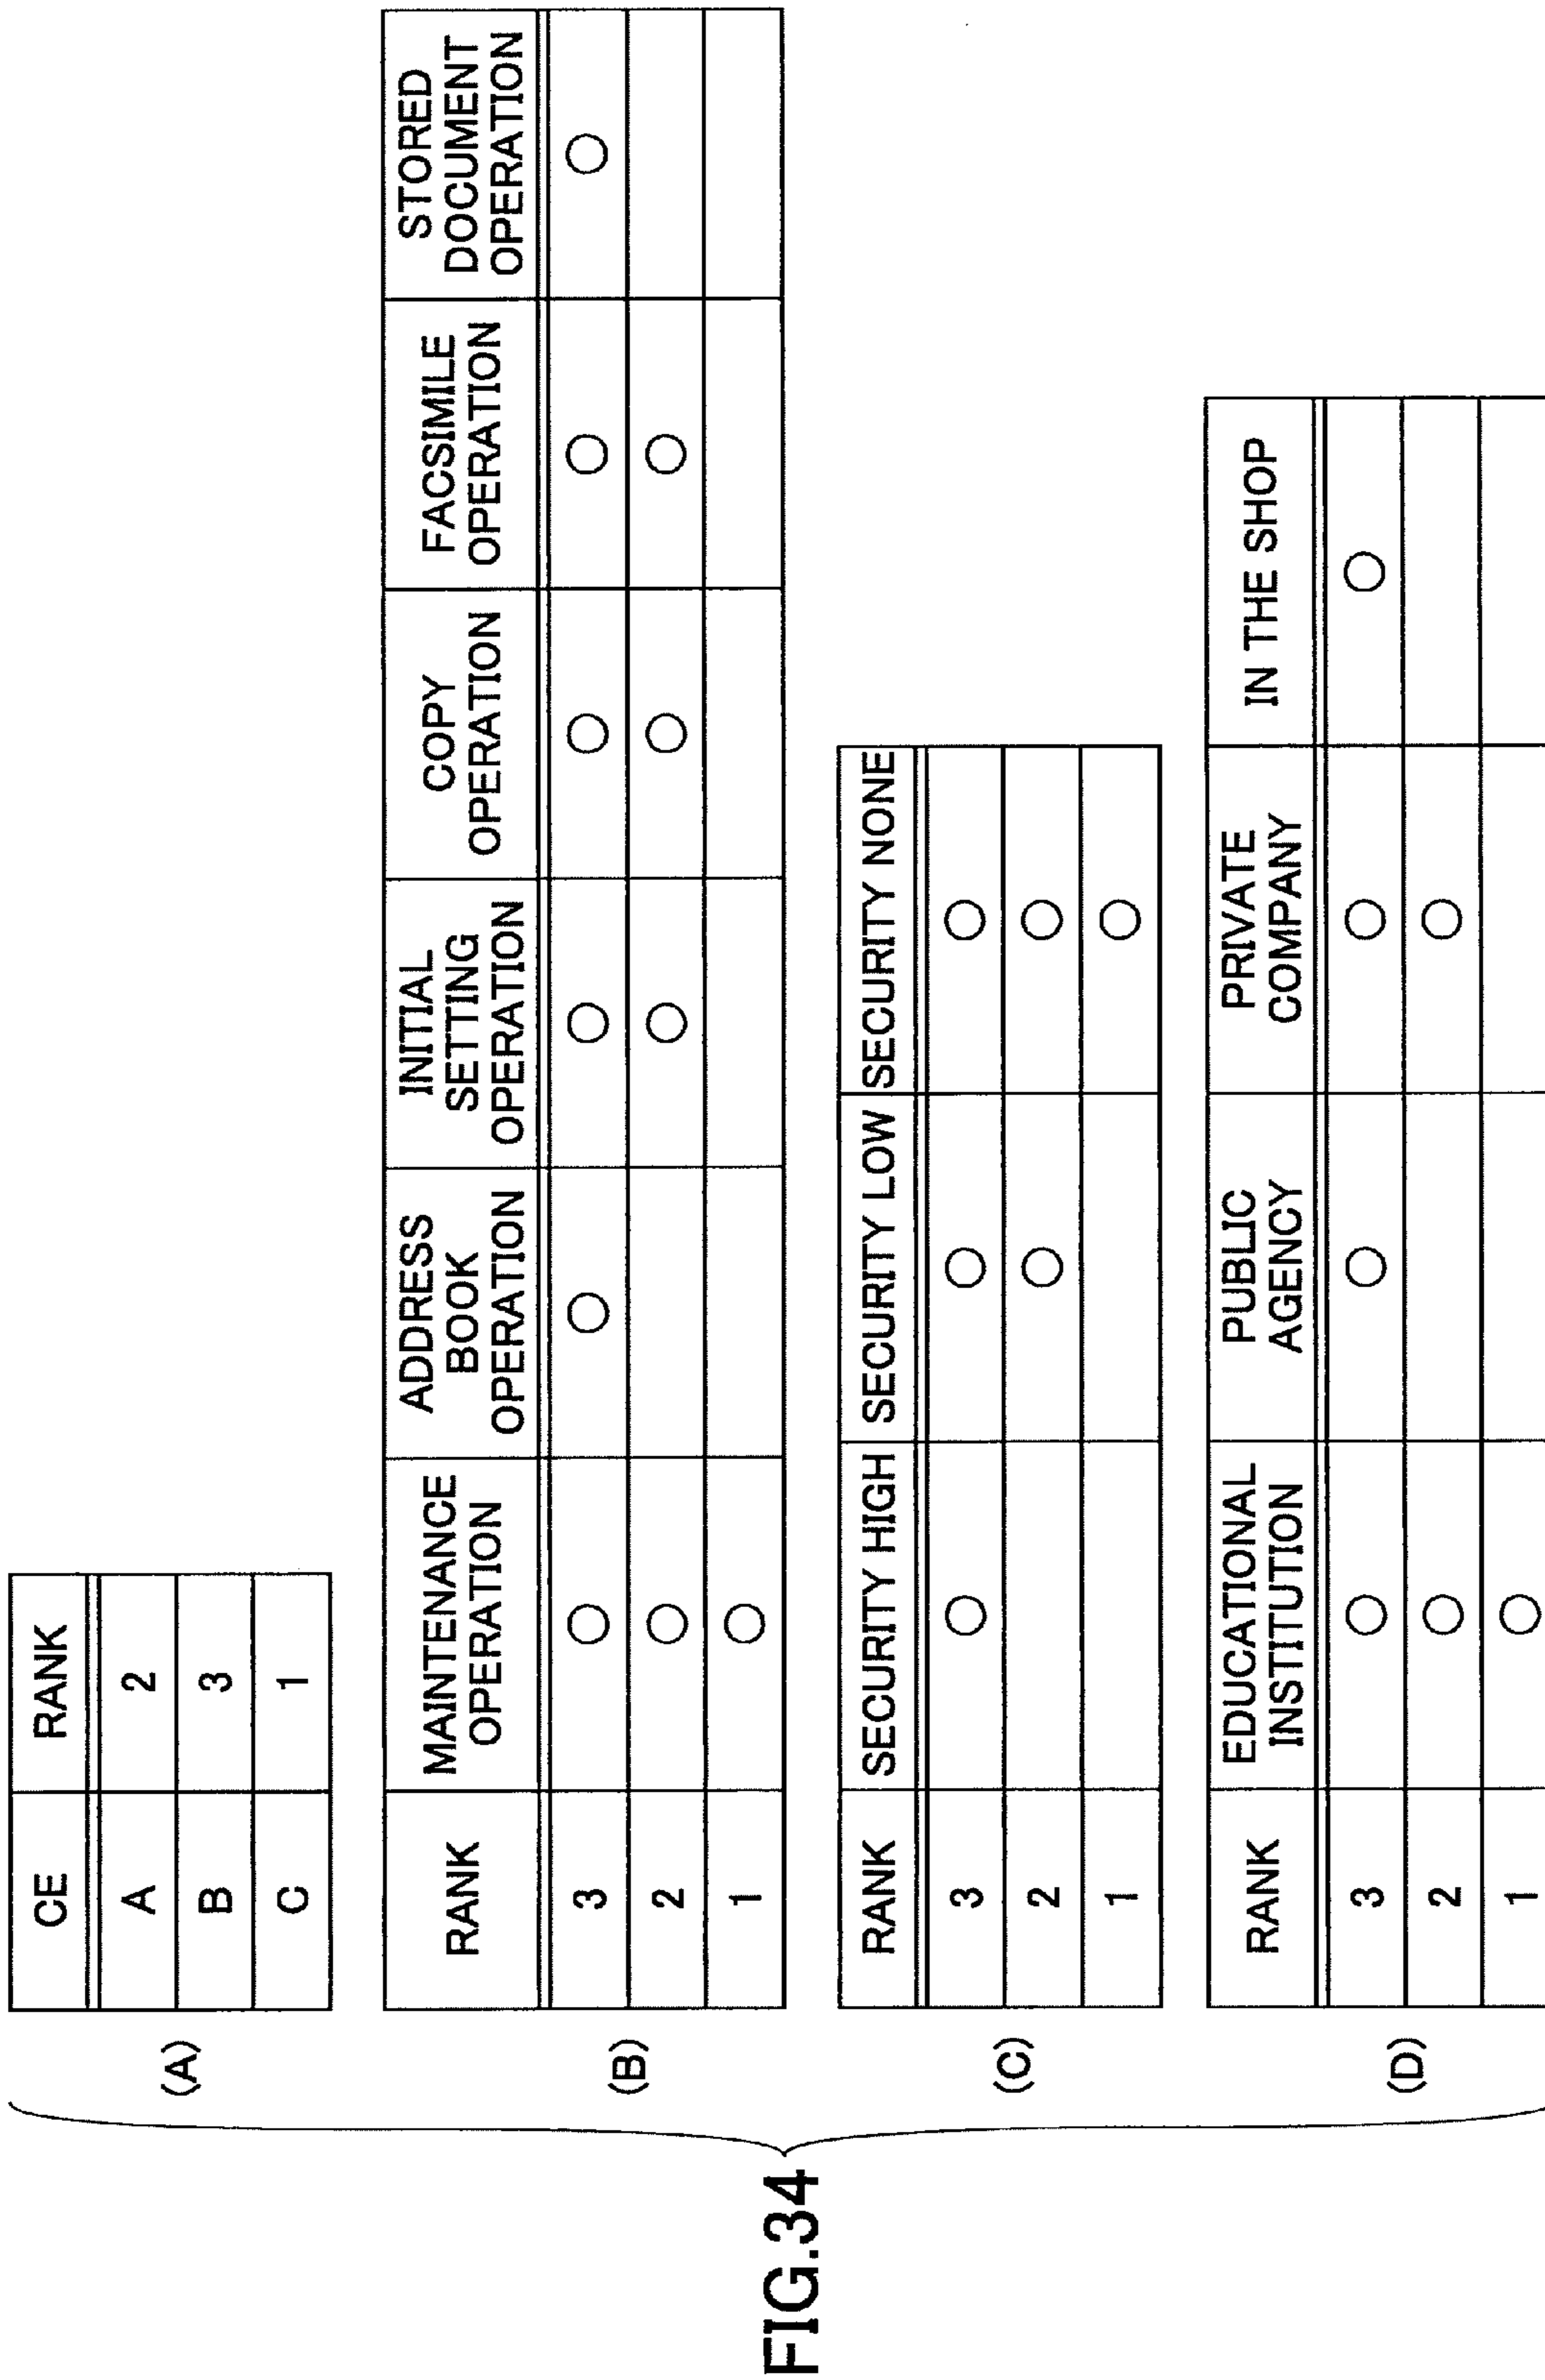 FIG.34
(A)
CE RANK
A 2
B 3
C 1
(B)
RANK MAINTENANCE OPERATION ADDRESS BOOK OPERATION INITIAL SETTING OPERATION COPY OPERATION FACSIMILE OPERATION STORED DOCUMENT OPERATION
3 ○ ○ ○ ○ ○ ○
2 ○ ○ ○ ○
1 ○
(C)
RANK SECURITY HIGH SECURITY LOW SECURITY NONE
3 ○ ○ ○
2 ○ ○
1 ○
(D)
RANK EDUCATIONAL INSTITUTION PUBLIC AGENCY PRIVATE COMPANY IN THE SHOP
3 ○ ○ ○ ○
2 ○ ○
1 ○